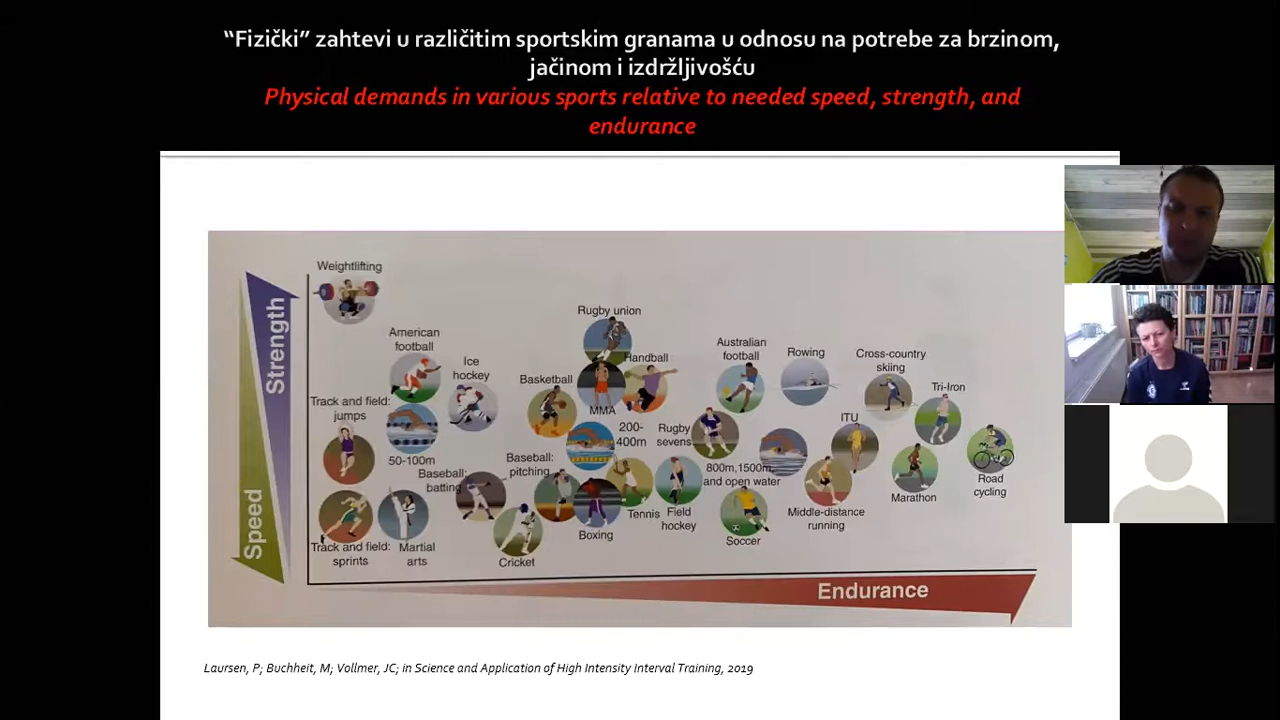 “Fizički” zahtevi u različitim sportskim granama u odnosu na potrebe za brzinom,
jačinom i izdržljivošću
Physical demands in various sports relative to needed speed, strength, and
endurance
Strength
Speed
Weightlifting
American
football
Ice
hockey
Track and field:
jumps
50-100m
Track and field:
sprints
Martial
arts
Baseball:
batting
Baseball:
pitching
Cricket
Basketball
Rugby union
Handball
MMA
200-
400m
Boxing
Tennis
Field
hockey
Rugby
sevens
Australian
football
800m,1500m,
and open water
Soccer
Rowing
ITU
Middle-distance
running
Cross-country
skiing
Tri-Iron
Marathon
Road
cycling
Endurance
Laursen, P; Buchheit, M; Vollmer, JC; in Science and Application of High Intensity Interval Training, 2019